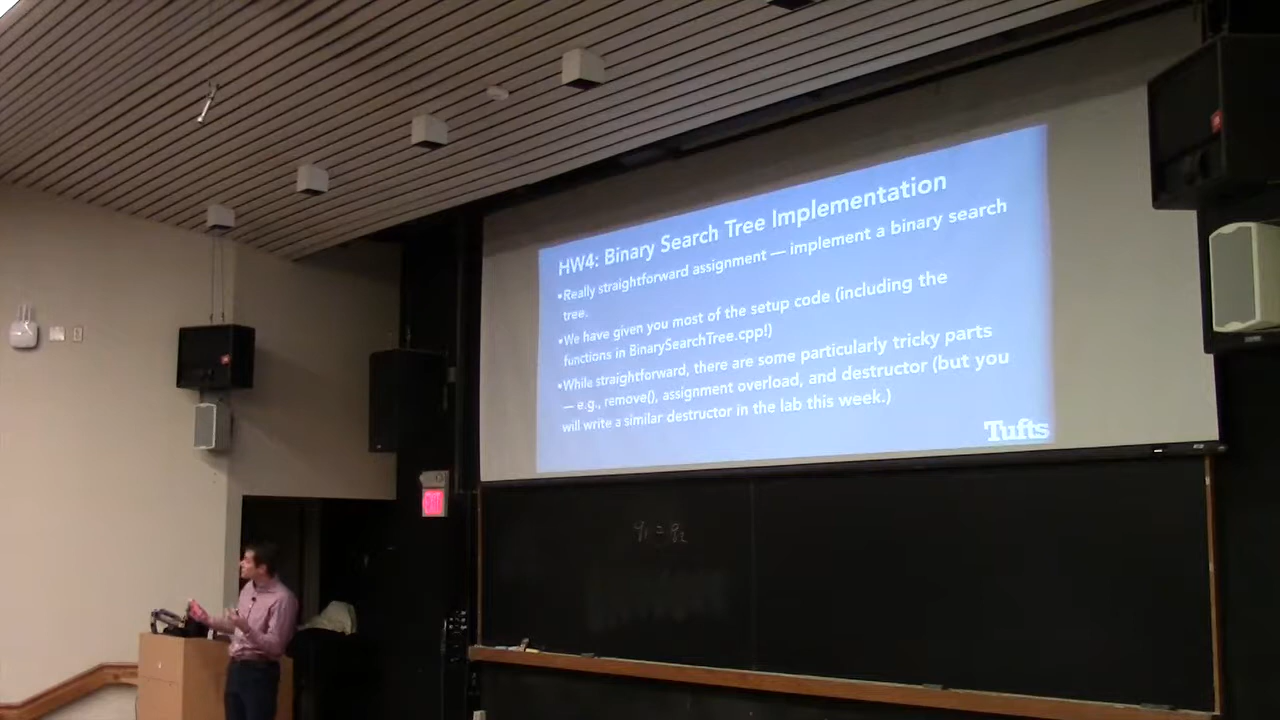 HW4: Binary Search Tree Implementation
•Really straightforward assignment — implement a binary search
tree.
•We have given you most of the setup code (including the
functions in BinarySearchTree.cpp!)
•While straightforward, there are some particularly tricky parts
— e.g., remove(), assignment overload, and destructor (but you
will write a similar destructor in the lab this week.)
Tufts
q₁ = q₂